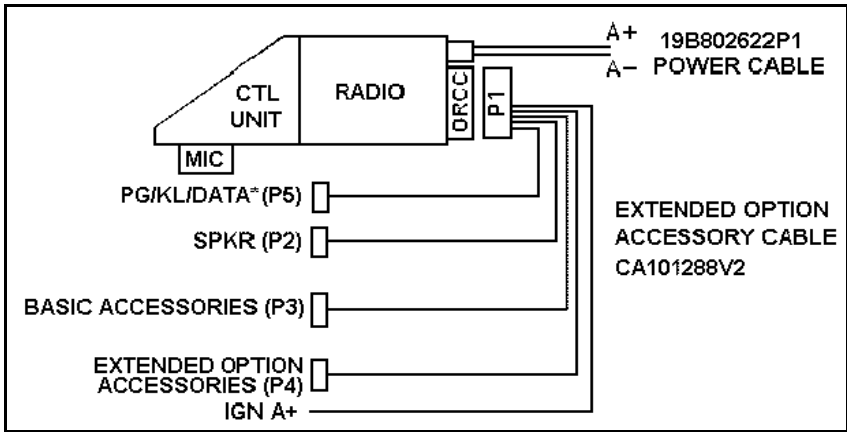 A+
19B802622P1
A- POWER CABLE
CTL
UNIT
RADIO
ORCC
P1
MIC
PG/KL/DATA* (P5)
SPKR (P2)
BASIC ACCESSORIES (P3)
EXTENDED OPTION
ACCESSORIES (P4)
IGN A+
EXTENDED OPTION
ACCESSORY CABLE
CA101288V2